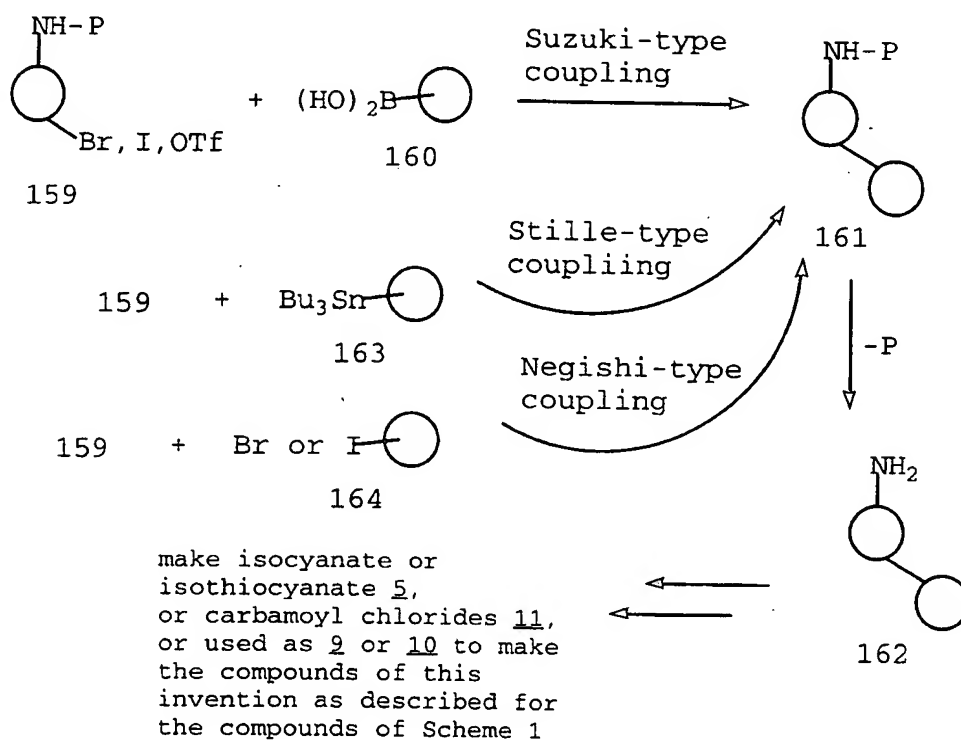 NH-P
Br, I, OTf
159
+
(HO)₂B
160
Suzuki-type
coupling
NH-P
161
159 + Bu₃Sn
163
Stille-type
coupliing
159 + Br or I
164
Negishi-type
coupling
-P
NH₂
162
make isocyanate or
isothiocyanate 5,
or carbamoyl chlorides 11,
or used as 9 or 10 to make
the compounds of this
invention as described for
the compounds of Scheme 1